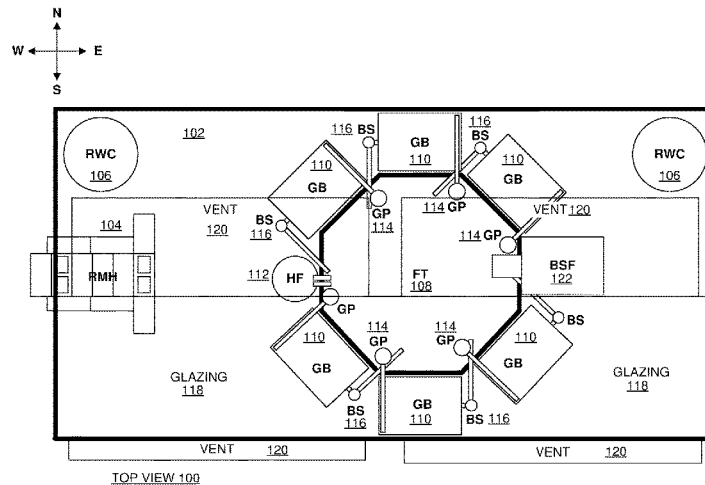 N
W E
S
116 BS
BS 116
RWC
106
102
GB
110
RWC
106
110
GB
110
GB
VENT
120
GP
114
114 GP
VENT 120
BS
116
104
RMH
112
HF
FT
108
114 GP
BSF
122
GP
110
GB
114
GP
114
GP
110
GB
BS
GLAZING
118
GLAZING
118
BS
116
GB
110
BS 116
VENT 120
VENT 120
TOP VIEW 100